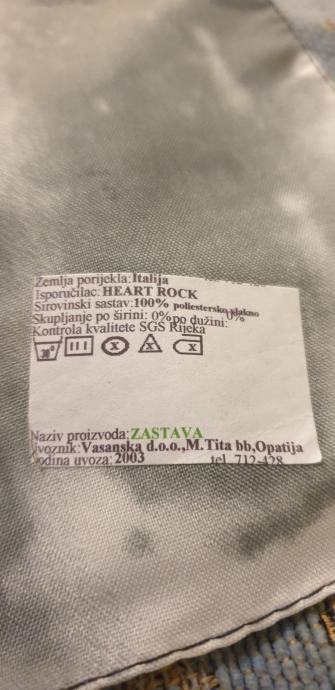 Zemlja porijekla:Italija
Isporučilac: HEART ROCK
Sirovinski sastav:100% poliestersko vlakno
Skupljanje po širini: 0%po dužini: 0%
Kontrola kvalitete SGS Rijeka
X X X
Naziv proizvoda:ZASTAVA
Uvoznik:Vasanska d.o.o.,M.Tita bb,Opatija
godina uvoza:2003 tel. 712-428